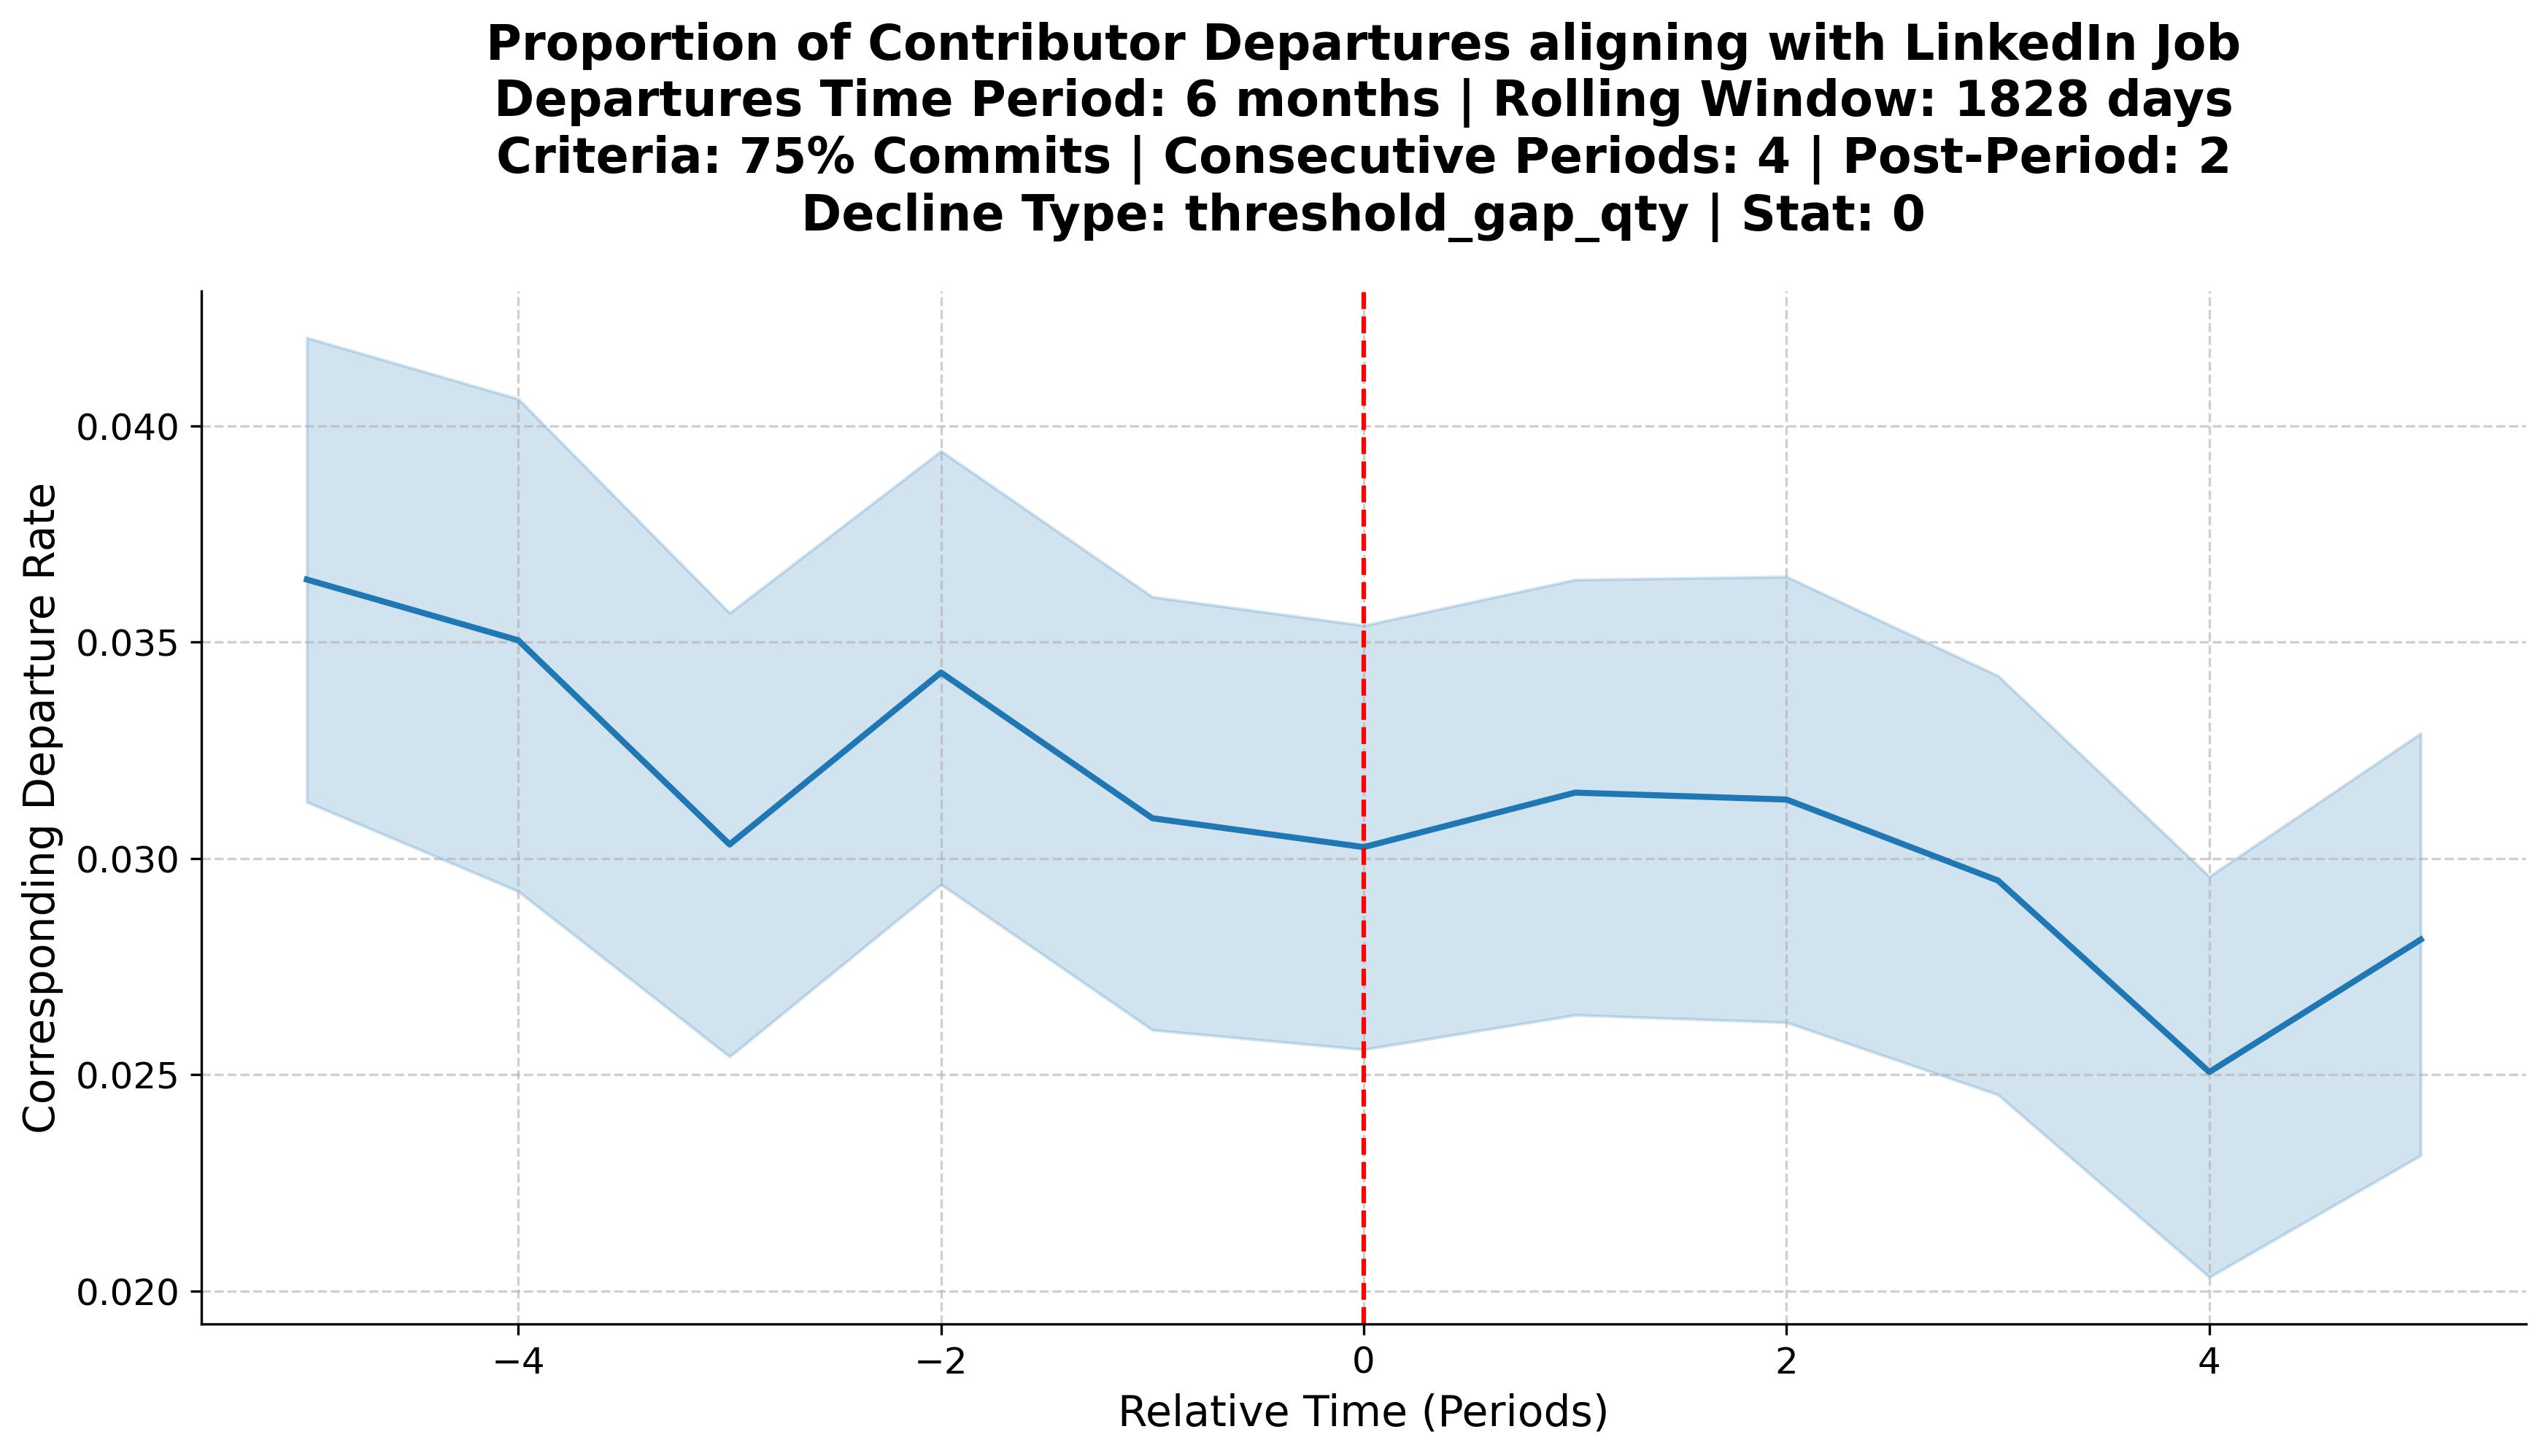 Proportion of Contributor Departures aligning with LinkedIn Job
Departures Time Period: 6 months | Rolling Window: 1828 days
Criteria: 75% Commits | Consecutive Periods: 4 | Post-Period: 2
Decline Type: threshold_gap_qty | Stat: 0
Corresponding Departure Rate
0.040
0.035
0.030
0.025
0.020
−4
−2
0
2
4
Relative Time (Periods)